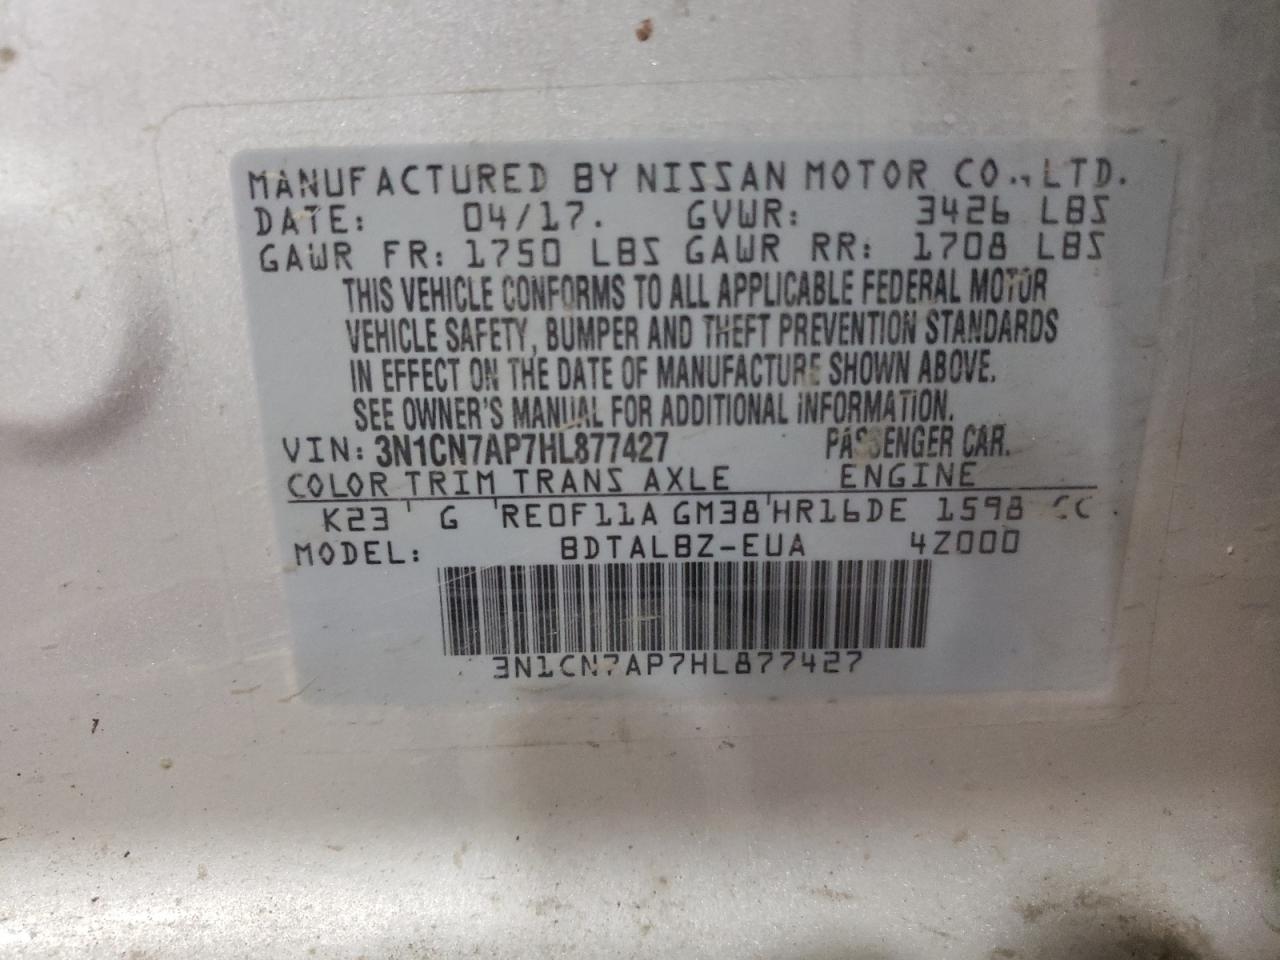 MANUFACTURED BY NISSAN MOTOR CO., LTD.
DATE: 04/17. GVWR: 3426 LBS
GAWR FR: 1750 LBS GAWR RR: 1708 LBS
THIS VEHICLE CONFORMS TO ALL APPLICABLE FEDERAL MOTOR
VEHICLE SAFETY, BUMPER AND THEFT PREVENTION STANDARDS
IN EFFECT ON THE DATE OF MANUFACTURE SHOWN ABOVE.
SEE OWNER'S MANUAL FOR ADDITIONAL INFORMATION.
VIN: 3N1CN7AP7HL877427 PASSENGER CAR.
COLOR TRIM TRANS AXLE ENGINE
K23 G RE0F11A GM38 HR16DE 1598 CC
MODEL: BDTALBZ-EUA 4Z000
3N1CN7AP7HL877427